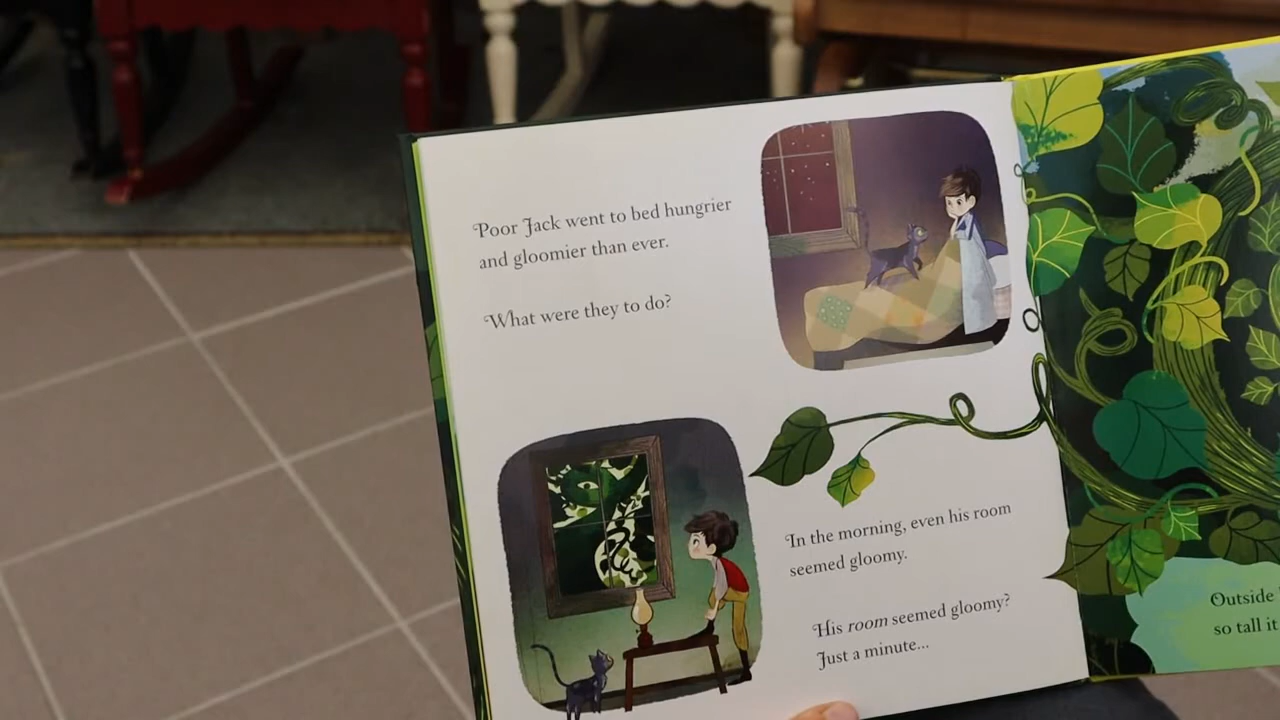 Poor Jack went to bed hungrier
and gloomier than ever.
What were they to do?
In the morning, even his room
seemed gloomy.
His room seemed gloomy?
Just a minute...
Outside
so tall it